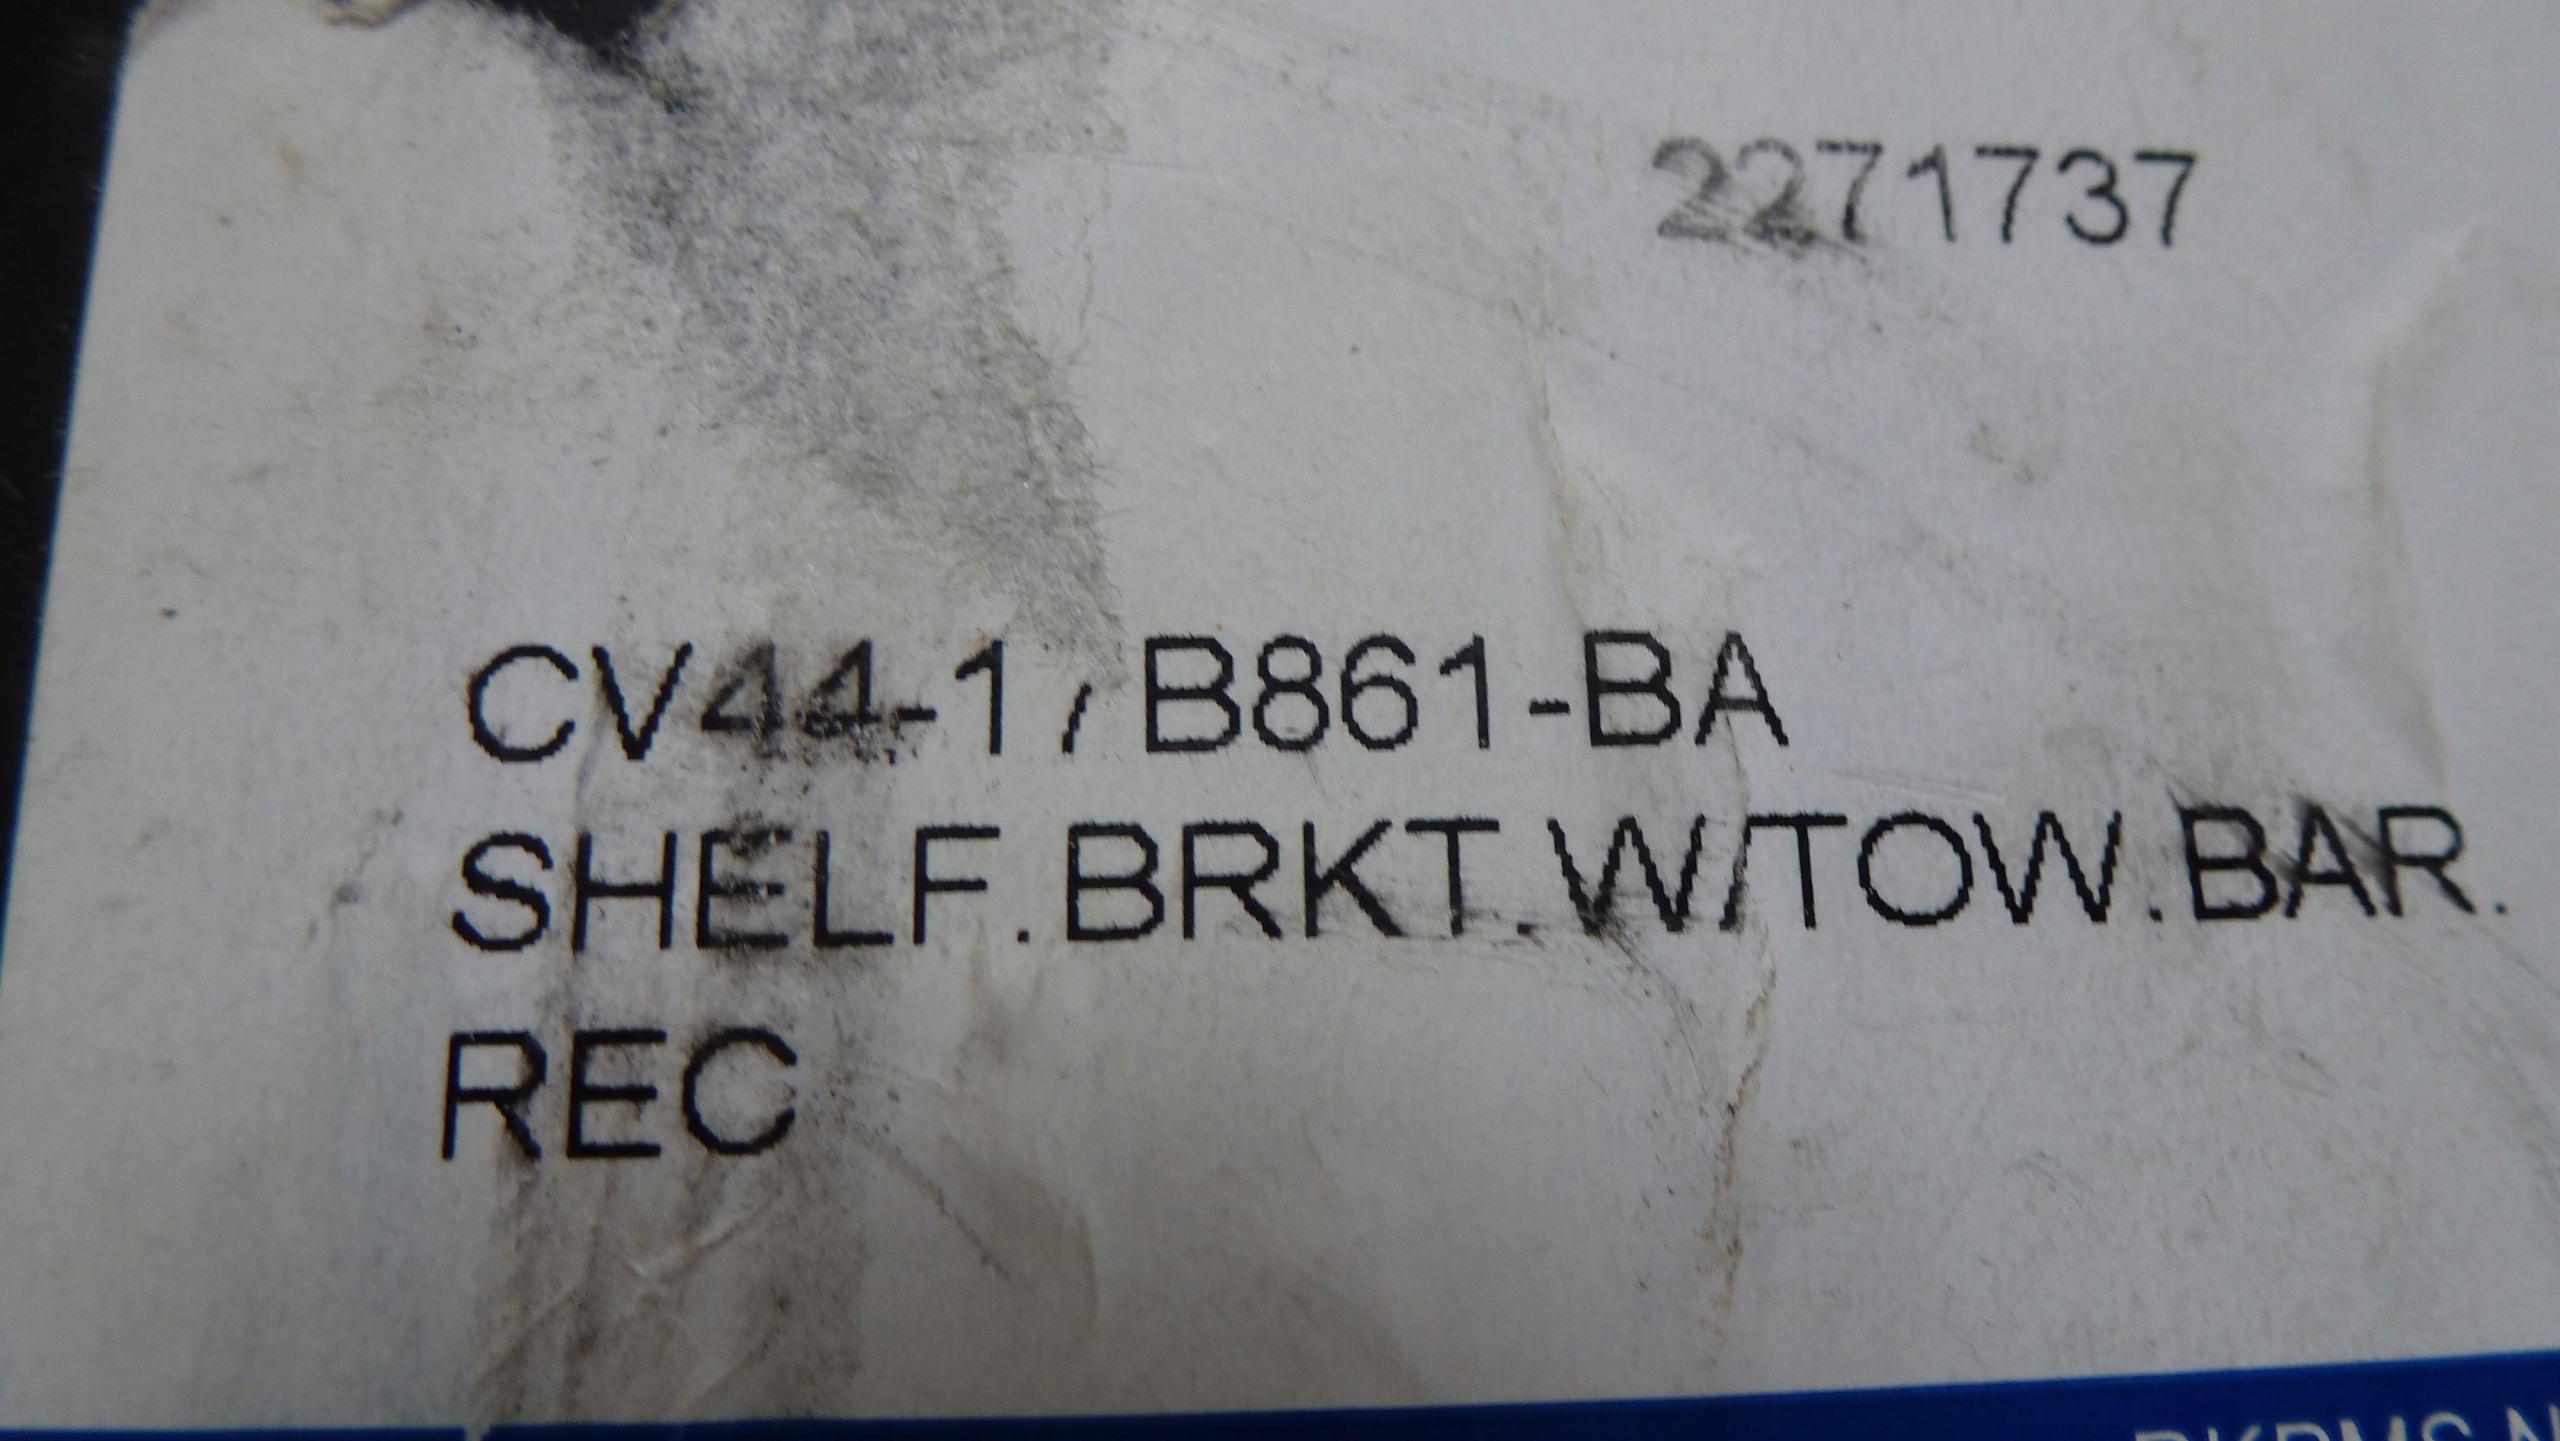 2271737
CV44-17B861-BA
SHELF.BRKT.W/TOW.BAR.
REC